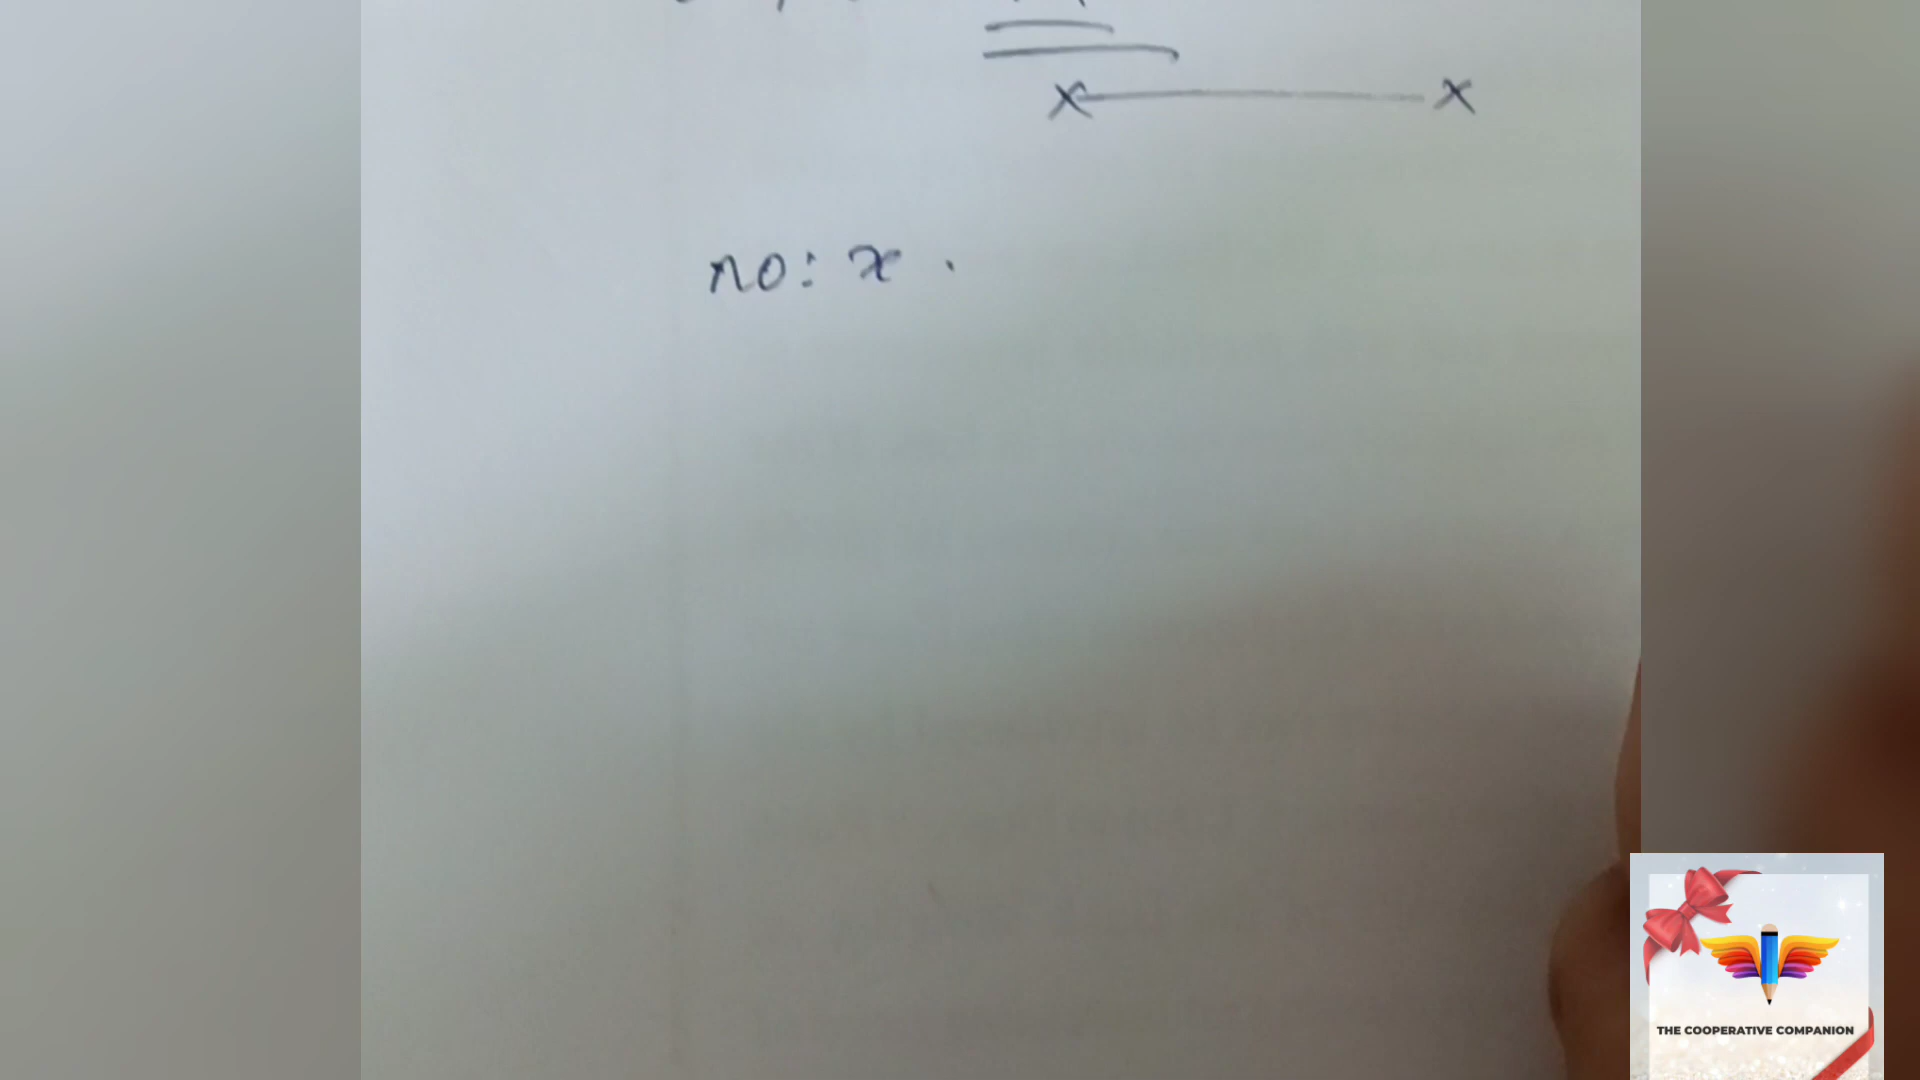 x x
no: x .
THE COOPERATIVE COMPANION